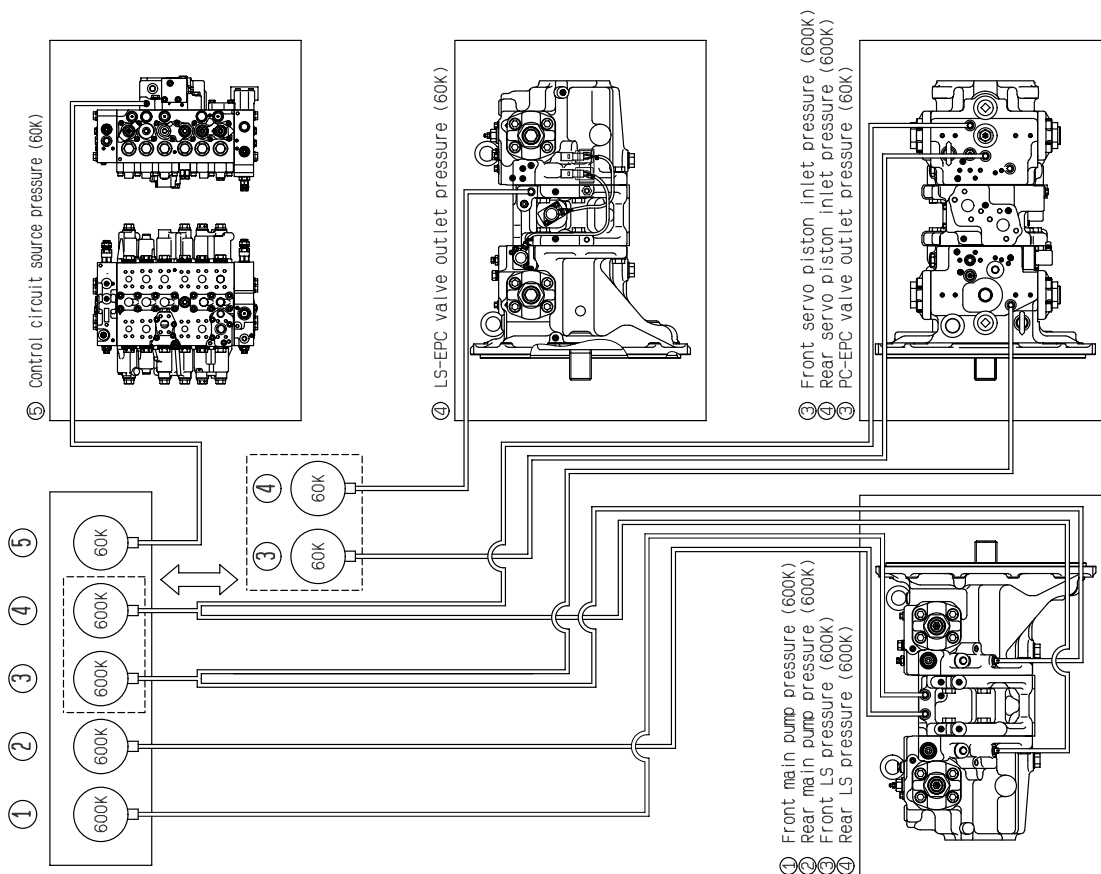 ⑤ Control circuit source pressure (60K)
④ LS-EPC valve outlet pressure (60K)
③ Front servo piston inlet pressure (600K)
④ Rear servo piston inlet pressure (600K)
③ PC-EPC valve outlet pressure (60K)
① Front main pump pressure (600K)
② Rear main pump pressure (600K)
③ Front LS pressure (600K)
④ Rear LS pressure (600K)
① ② ③ ④ ⑤
600K 600K 600K 600K 60K
③ ④
60K 60K